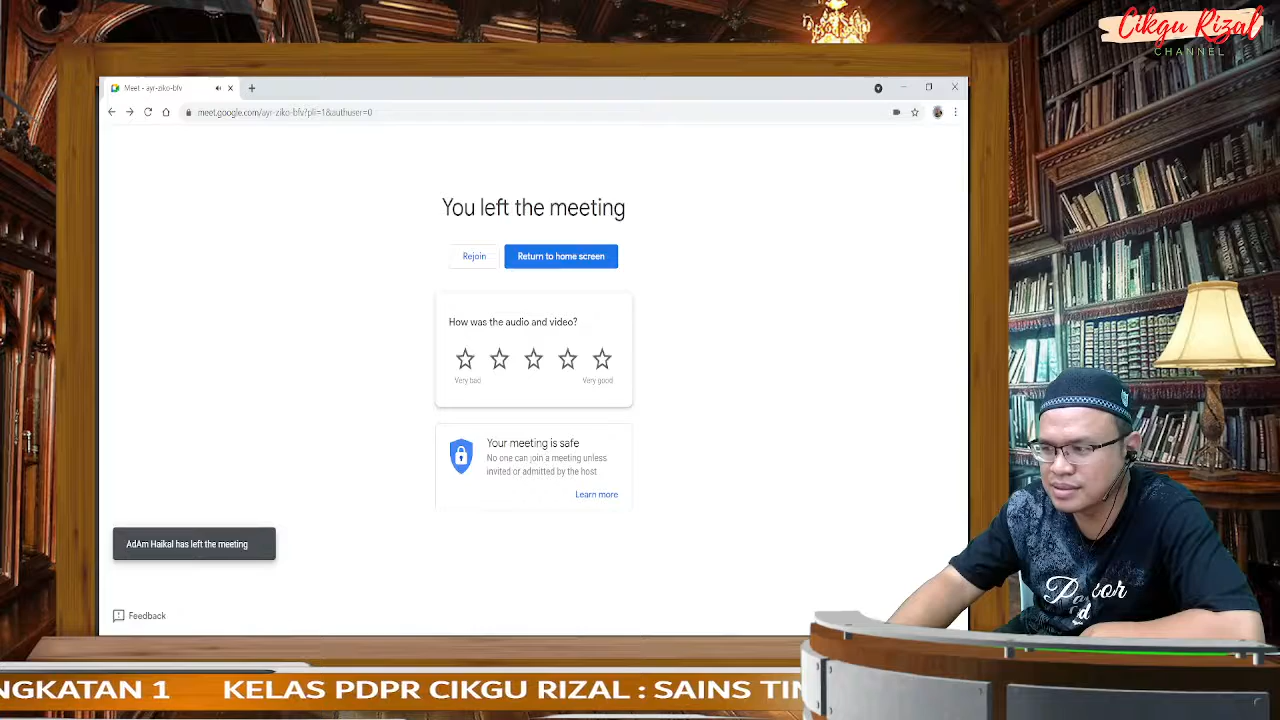 Cikgu Rizal
CHANNEL
Meet - ayr-ziko-bfv
meet.google.com/ayr-ziko-bfv?pli=1&authuser=0
You left the meeting
Rejoin
Return to home screen
How was the audio and video?
Very bad
Very good
Your meeting is safe
No one can join a meeting unless
invited or admitted by the host
Learn more
AdAm Haikal has left the meeting
Feedback
NGKATAN 1 KELAS PDPR CIKGU RIZAL : SAINS TIN